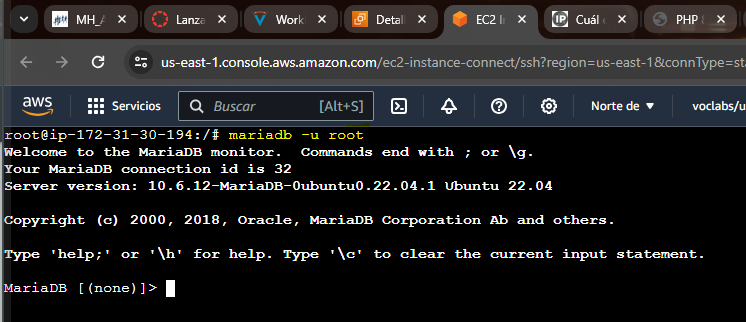 MH_A
Lanza
Work
Detall
EC2 In
Cuál e
PHP 8
us-east-1.console.aws.amazon.com/ec2-instance-connect/ssh?region=us-east-1&connType=sta
aws Servicios Buscar [Alt+S] Norte de voclabs/u
root@ip-172-31-30-194:/# mariadb -u root
Welcome to the MariaDB monitor.  Commands end with ; or \g.
Your MariaDB connection id is 32
Server version: 10.6.12-MariaDB-0ubuntu0.22.04.1 Ubuntu 22.04
Copyright (c) 2000, 2018, Oracle, MariaDB Corporation Ab and others.
Type 'help;' or '\h' for help. Type '\c' to clear the current input statement.
MariaDB [(none)]>